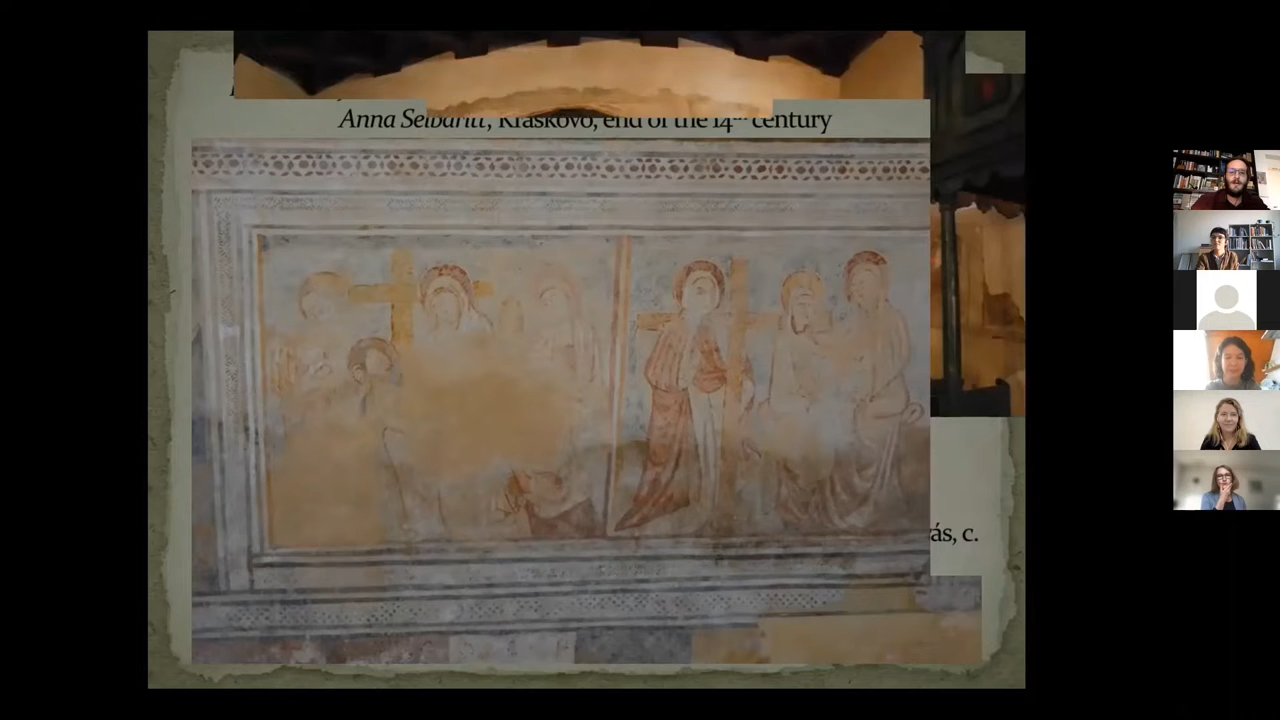 Anna Selbdritt, Kraskovo, end of the 14th century
ás, c.